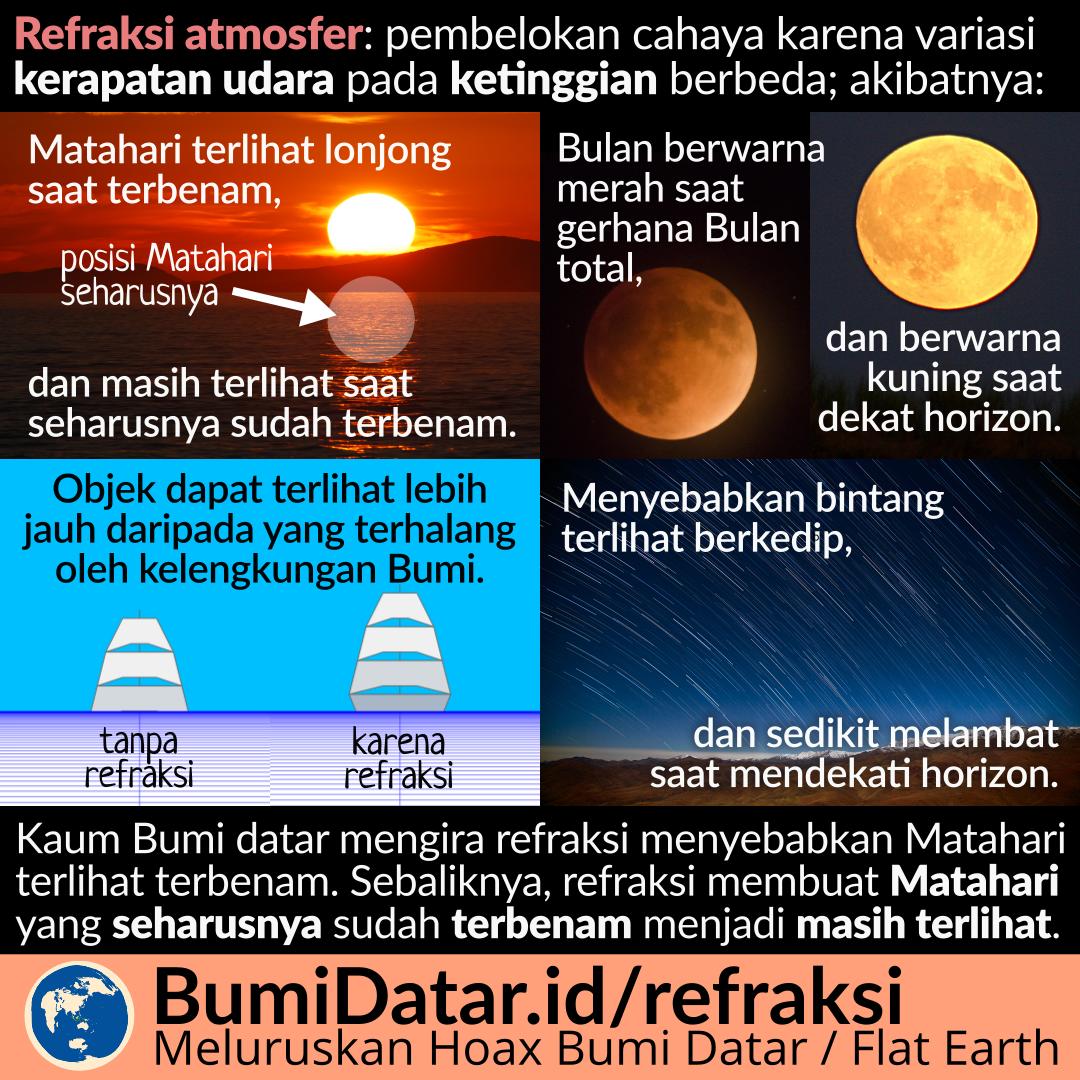 Refraksi atmosfer: pembelokan cahaya karena variasi
kerapatan udara pada ketinggian berbeda; akibatnya:
Matahari terlihat lonjong
saat terbenam,
posisi Matahari
seharusnya
dan masih terlihat saat
seharusnya sudah terbenam.
Bulan berwarna
merah saat
gerhana Bulan
total,
dan berwarna
kuning saat
dekat horizon.
Objek dapat terlihat lebih
jauh daripada yang terhalang
oleh kelengkungan Bumi.
tanpa
refraksi
karena
refraksi
Menyebabkan bintang
terlihat berkedip,
dan sedikit melambat
saat mendekati horizon.
Kaum Bumi datar mengira refraksi menyebabkan Matahari
terlihat terbenam. Sebaliknya, refraksi membuat Matahari
yang seharusnya sudah terbenam menjadi masih terlihat.
BumiDatar.id/refraksi
Meluruskan Hoax Bumi Datar / Flat Earth